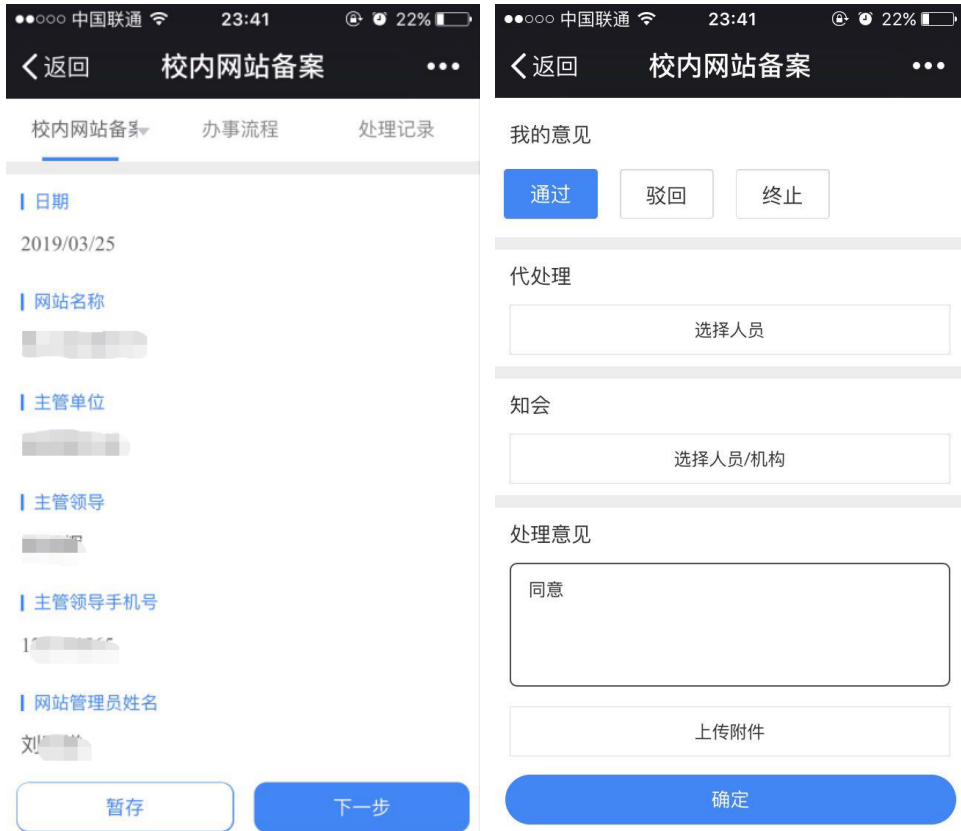 中国联通 23:41 22%
返回 校内网站备案
校内网站备案 办事流程 处理记录
日期
2019/03/25
网站名称
主管单位
主管领导
主管领导手机号
网站管理员姓名
刘
暂存 下一步
中国联通 23:41 22%
返回 校内网站备案
我的意见
通过 驳回 终止
代处理
选择人员
知会
选择人员/机构
处理意见
同意
上传附件
确定